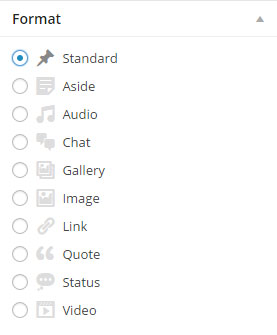 Format
Standard
Aside
Audio
Chat
Gallery
Image
Link
Quote
Status
Video